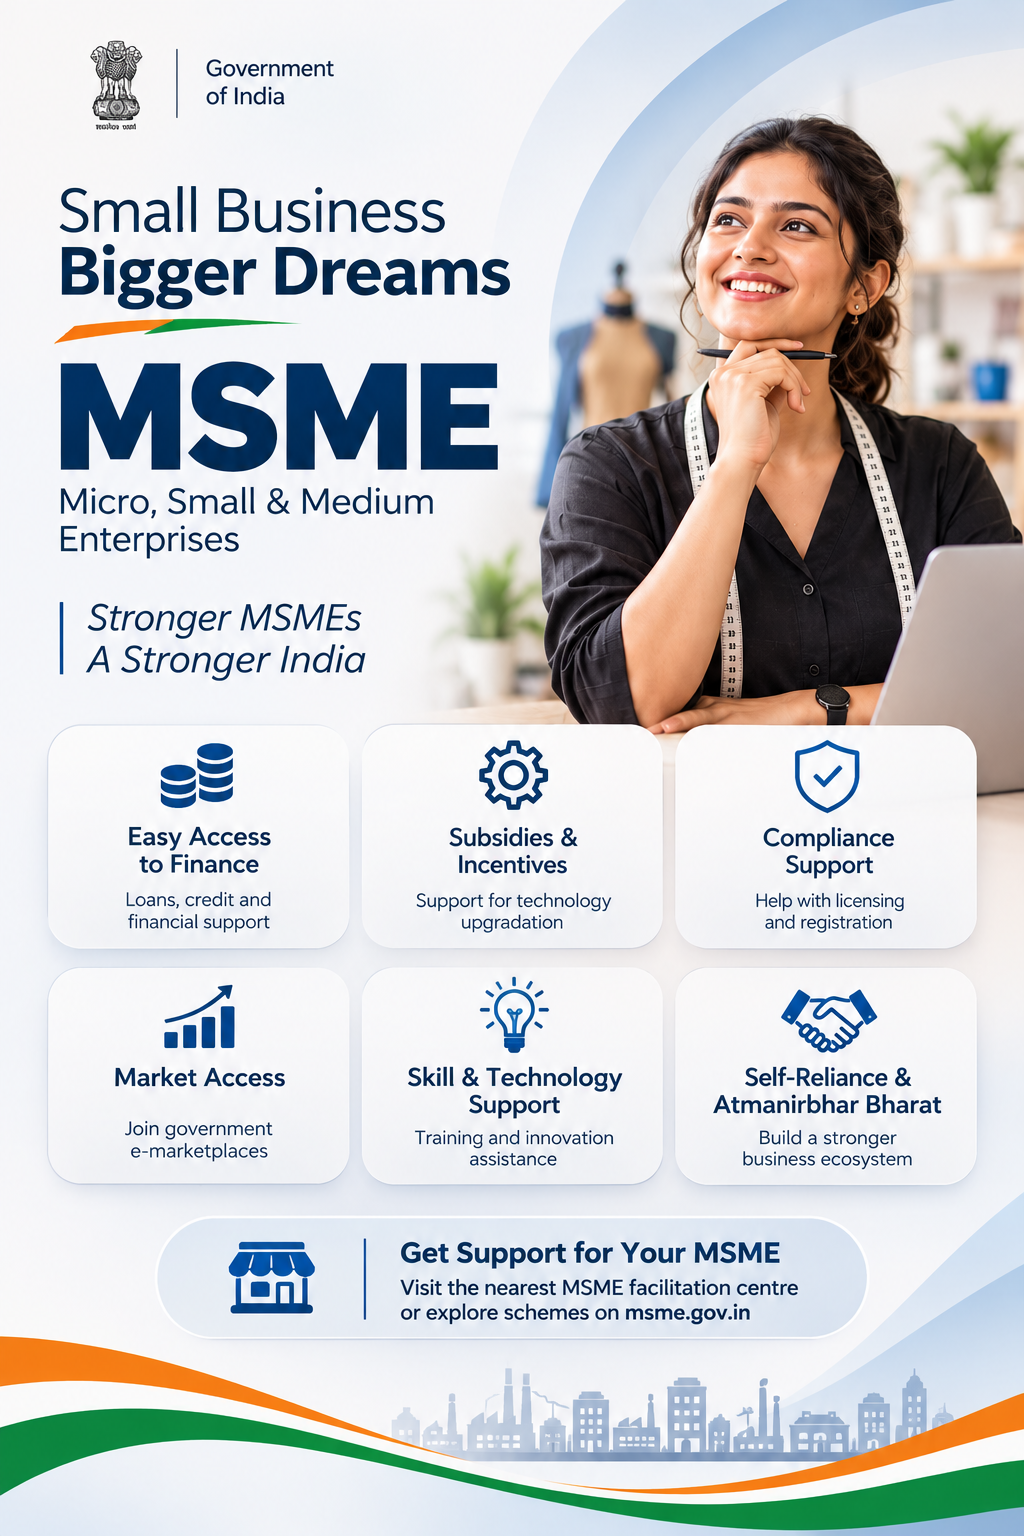 Government
of India
Small Business
Bigger Dreams
MSME
Micro, Small & Medium
Enterprises
Stronger MSMEs
A Stronger India
Easy Access
to Finance
Loans, credit and
financial support
Subsidies &
Incentives
Support for technology
upgradation
Compliance
Support
Help with licensing
and registration
Market Access
Join government
e-marketplaces
Skill & Technology
Support
Training and innovation
assistance
Self-Reliance &
Atmanirbhar Bharat
Build a stronger
business ecosystem
Get Support for Your MSME
Visit the nearest MSME facilitation centre
or explore schemes on msme.gov.in